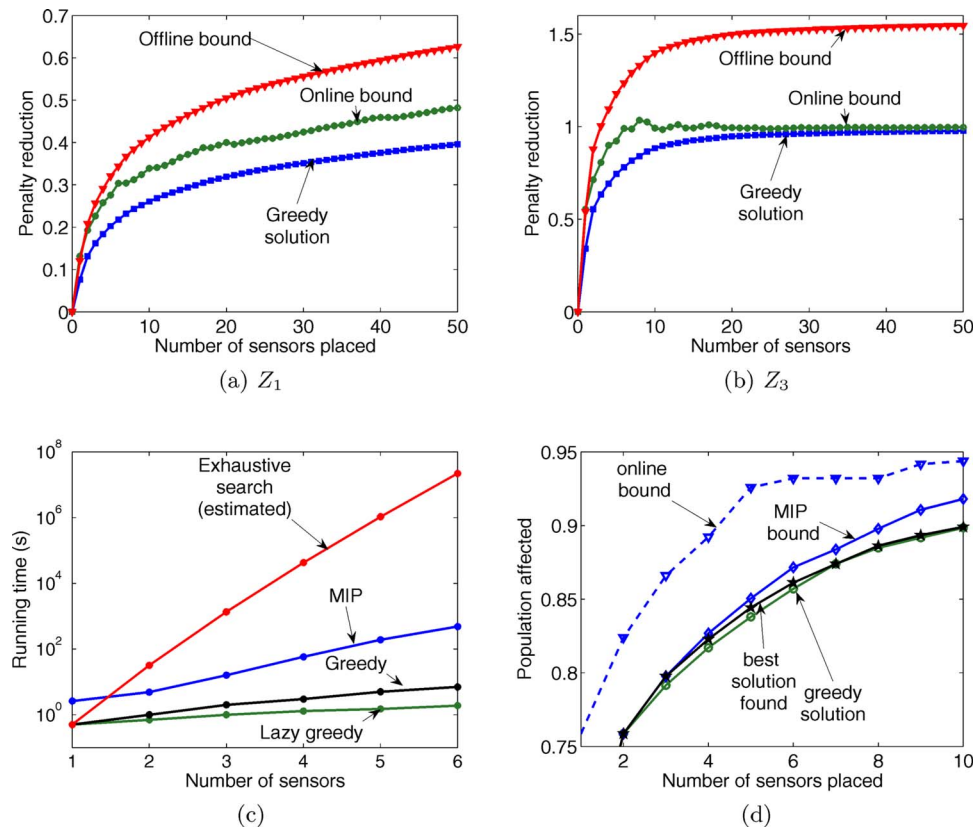 0.7
0.6
0.5
0.4
0.3
0.2
0.1
0
Penalty reduction
Offline bound
Online bound
Greedy
solution
0 10 20 30 40 50
Number of sensors placed
(a) Z1
1.5
1
0.5
0
Penalty reduction
Offline bound
Online bound
Greedy
solution
0 10 20 30 40 50
Number of sensors
(b) Z3
10^8
10^6
10^4
10^2
10^0
Running time (s)
Exhaustive
search
(estimated)
MIP
Greedy
Lazy greedy
1 2 3 4 5 6
Number of sensors
(c)
0.95
0.9
0.85
0.8
0.75
Population affected
online
bound
MIP
bound
best
solution
found
greedy
solution
2 4 6 8 10
Number of sensors placed
(d)